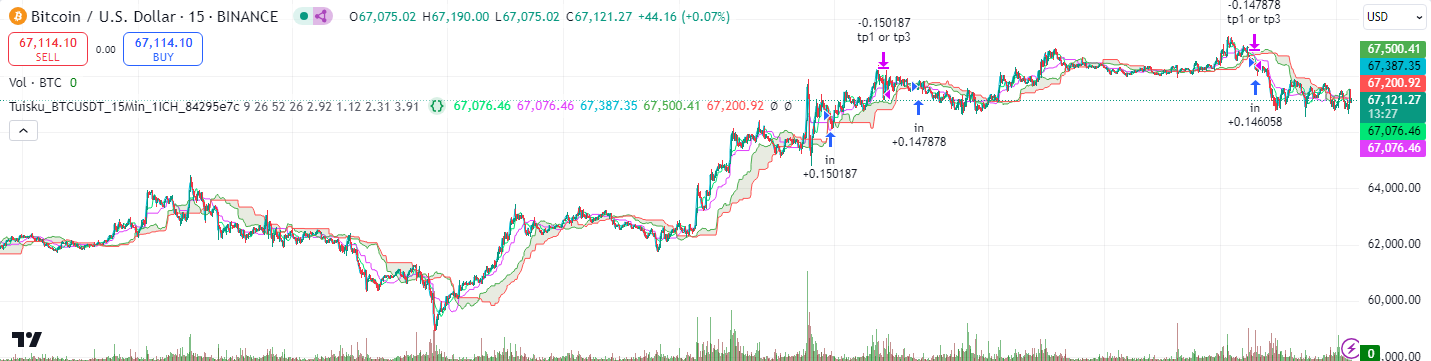 Bitcoin / U.S. Dollar · 15 · BINANCE
O67,075.02 H67,190.00 L67,075.02 C67,121.27 +44.16 (+0.07%)
67,114.10
SELL
0.00
67,114.10
BUY
Vol · BTC 0
Tuisku_BTCUSDT_15Min_1ICH_84295e7c 9 26 52 26 2.92 1.12 2.31 3.91
67,076.46 67,076.46 67,387.35 67,500.41 67,200.92 Ø Ø
in
+0.150187
-0.150187
tp1 or tp3
in
+0.147878
-0.147878
tp1 or tp3
in
+0.146058
USD
67,500.41
67,387.35
67,200.92
67,121.27
13:27
67,076.46
67,076.46
64,000.00
62,000.00
60,000.00
0